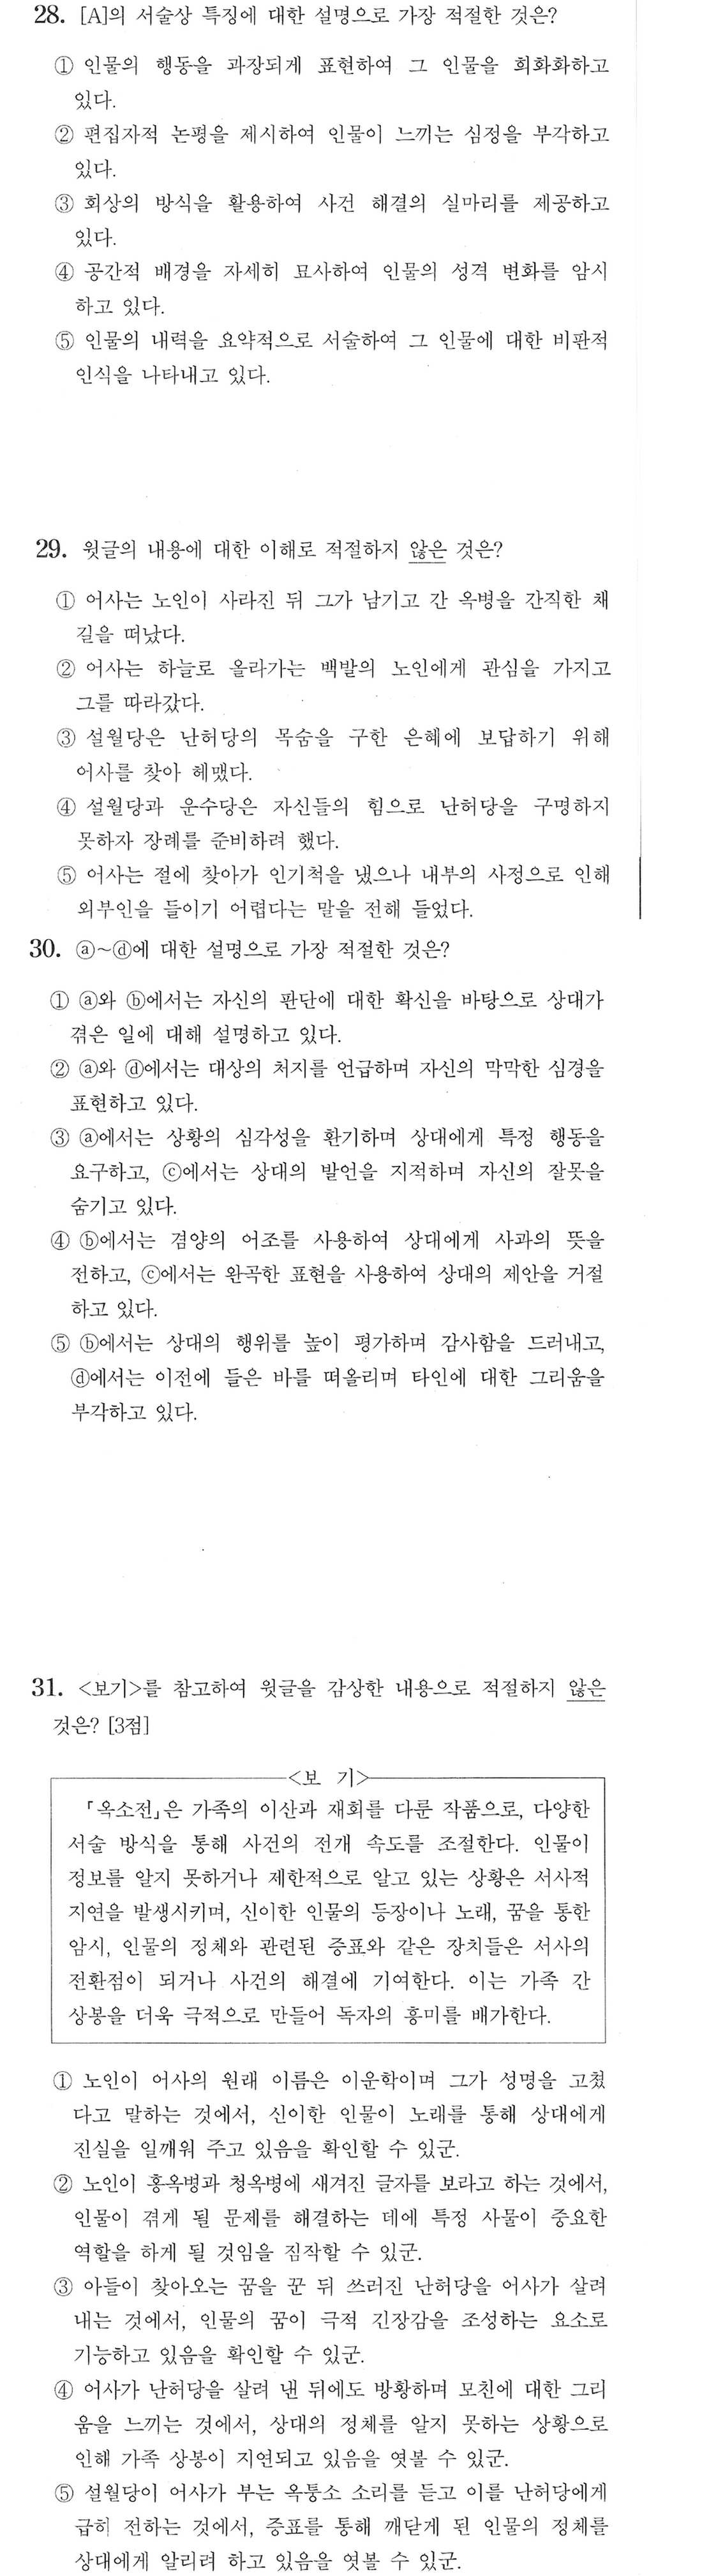 28. [A]의 서술상 특징에 대한 설명으로 가장 적절한 것은?
① 인물의 행동을 과장되게 표현하여 그 인물을 희화화하고
있다.
② 편집자적 논평을 제시하여 인물이 느끼는 심정을 부각하고
있다.
③ 회상의 방식을 활용하여 사건 해결의 실마리를 제공하고
있다.
④ 공간적 배경을 자세히 묘사하여 인물의 성격 변화를 암시
하고 있다.
⑤ 인물의 내력을 요약적으로 서술하여 그 인물에 대한 비판적
인식을 나타내고 있다.
29. 윗글의 내용에 대한 이해로 적절하지 않은 것은?
① 어사는 노인이 사라진 뒤 그가 남기고 간 옥병을 간직한 채
길을 떠났다.
② 어사는 하늘로 올라가는 백발의 노인에게 관심을 가지고
그를 따라갔다.
③ 설월당은 난허당의 목숨을 구한 은혜에 보답하기 위해
어사를 찾아 헤맸다.
④ 설월당과 운수당은 자신들의 힘으로 난허당을 구명하지
못하자 장례를 준비하려 했다.
⑤ 어사는 절에 찾아가 인기척을 냈으나 내부의 사정으로 인해
외부인을 들이기 어렵다는 말을 전해 들었다.
30. ⓐ~ⓓ에 대한 설명으로 가장 적절한 것은?
① ⓐ와 ⓑ에서는 자신의 판단에 대한 확신을 바탕으로 상대가
겪은 일에 대해 설명하고 있다.
② ⓐ와 ⓓ에서는 대상의 처지를 언급하며 자신의 막막한 심경을
표현하고 있다.
③ ⓐ에서는 상황의 심각성을 환기하며 상대에게 특정 행동을
요구하고, ⓒ에서는 상대의 발언을 지적하며 자신의 잘못을
숨기고 있다.
④ ⓑ에서는 겸양의 어조를 사용하여 상대에게 사과의 뜻을
전하고, ⓒ에서는 완곡한 표현을 사용하여 상대의 제안을 거절
하고 있다.
⑤ ⓑ에서는 상대의 행위를 높이 평가하며 감사함을 드러내고,
ⓓ에서는 이전에 들은 바를 떠올리며 타인에 대한 그리움을
부각하고 있다.
31. <보기>를 참고하여 윗글을 감상한 내용으로 적절하지 않은
것은? [3점]
<보 기>
「옥소전」은 가족의 이산과 재회를 다룬 작품으로, 다양한
서술 방식을 통해 사건의 전개 속도를 조절한다. 인물이
정보를 알지 못하거나 제한적으로 알고 있는 상황은 서사적
지연을 발생시키며, 신이한 인물의 등장이나 노래, 꿈을 통한
암시, 인물의 정체와 관련된 증표와 같은 장치들은 서사의
전환점이 되거나 사건의 해결에 기여한다. 이는 가족 간
상봉을 더욱 극적으로 만들어 독자의 흥미를 배가한다.
① 노인이 어사의 원래 이름은 이운학이며 그가 성명을 고쳤
다고 말하는 것에서, 신이한 인물이 노래를 통해 상대에게
진실을 일깨워 주고 있음을 확인할 수 있군.
② 노인이 홍옥병과 청옥병에 새겨진 글자를 보라고 하는 것에서,
인물이 겪게 될 문제를 해결하는 데에 특정 사물이 중요한
역할을 하게 될 것임을 짐작할 수 있군.
③ 아들이 찾아오는 꿈을 꾼 뒤 쓰러진 난허당을 어사가 살려
내는 것에서, 인물의 꿈이 극적 긴장감을 조성하는 요소로
기능하고 있음을 확인할 수 있군.
④ 어사가 난허당을 살려 낸 뒤에도 방황하며 모친에 대한 그리
움을 느끼는 것에서, 상대의 정체를 알지 못하는 상황으로
인해 가족 상봉이 지연되고 있음을 엿볼 수 있군.
⑤ 설월당이 어사가 부는 옥퉁소 소리를 듣고 이를 난허당에게
급히 전하는 것에서, 증표를 통해 깨닫게 된 인물의 정체를
상대에게 알리려 하고 있음을 엿볼 수 있군.